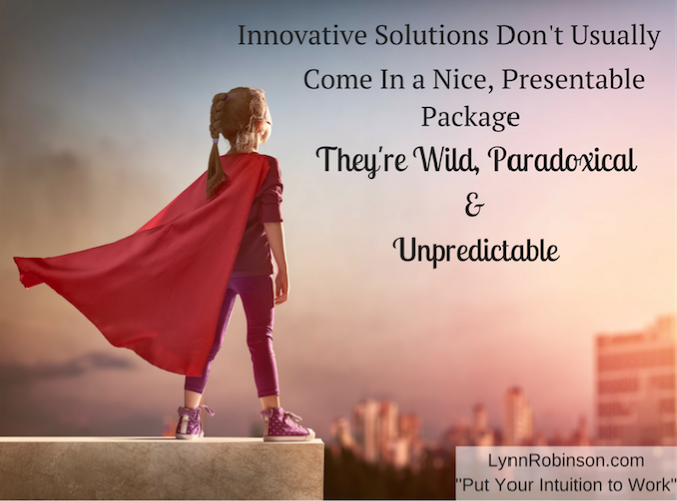 Innovative Solutions Don't Usually
Come In a Nice, Presentable
Package
They're Wild, Paradoxical
&
Unpredictable
LynnRobinson.com
"Put Your Intuition to Work"